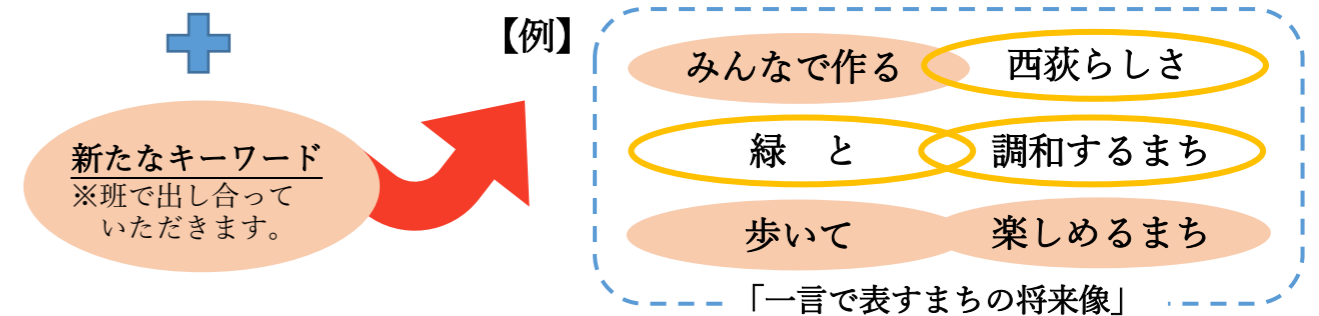 新たなキーワード
※班で出し合って
いただきます。
【例】
みんなで作る 西荻らしさ
緑 と 調和するまち
歩いて 楽しめるまち
「一言で表すまちの将来像」